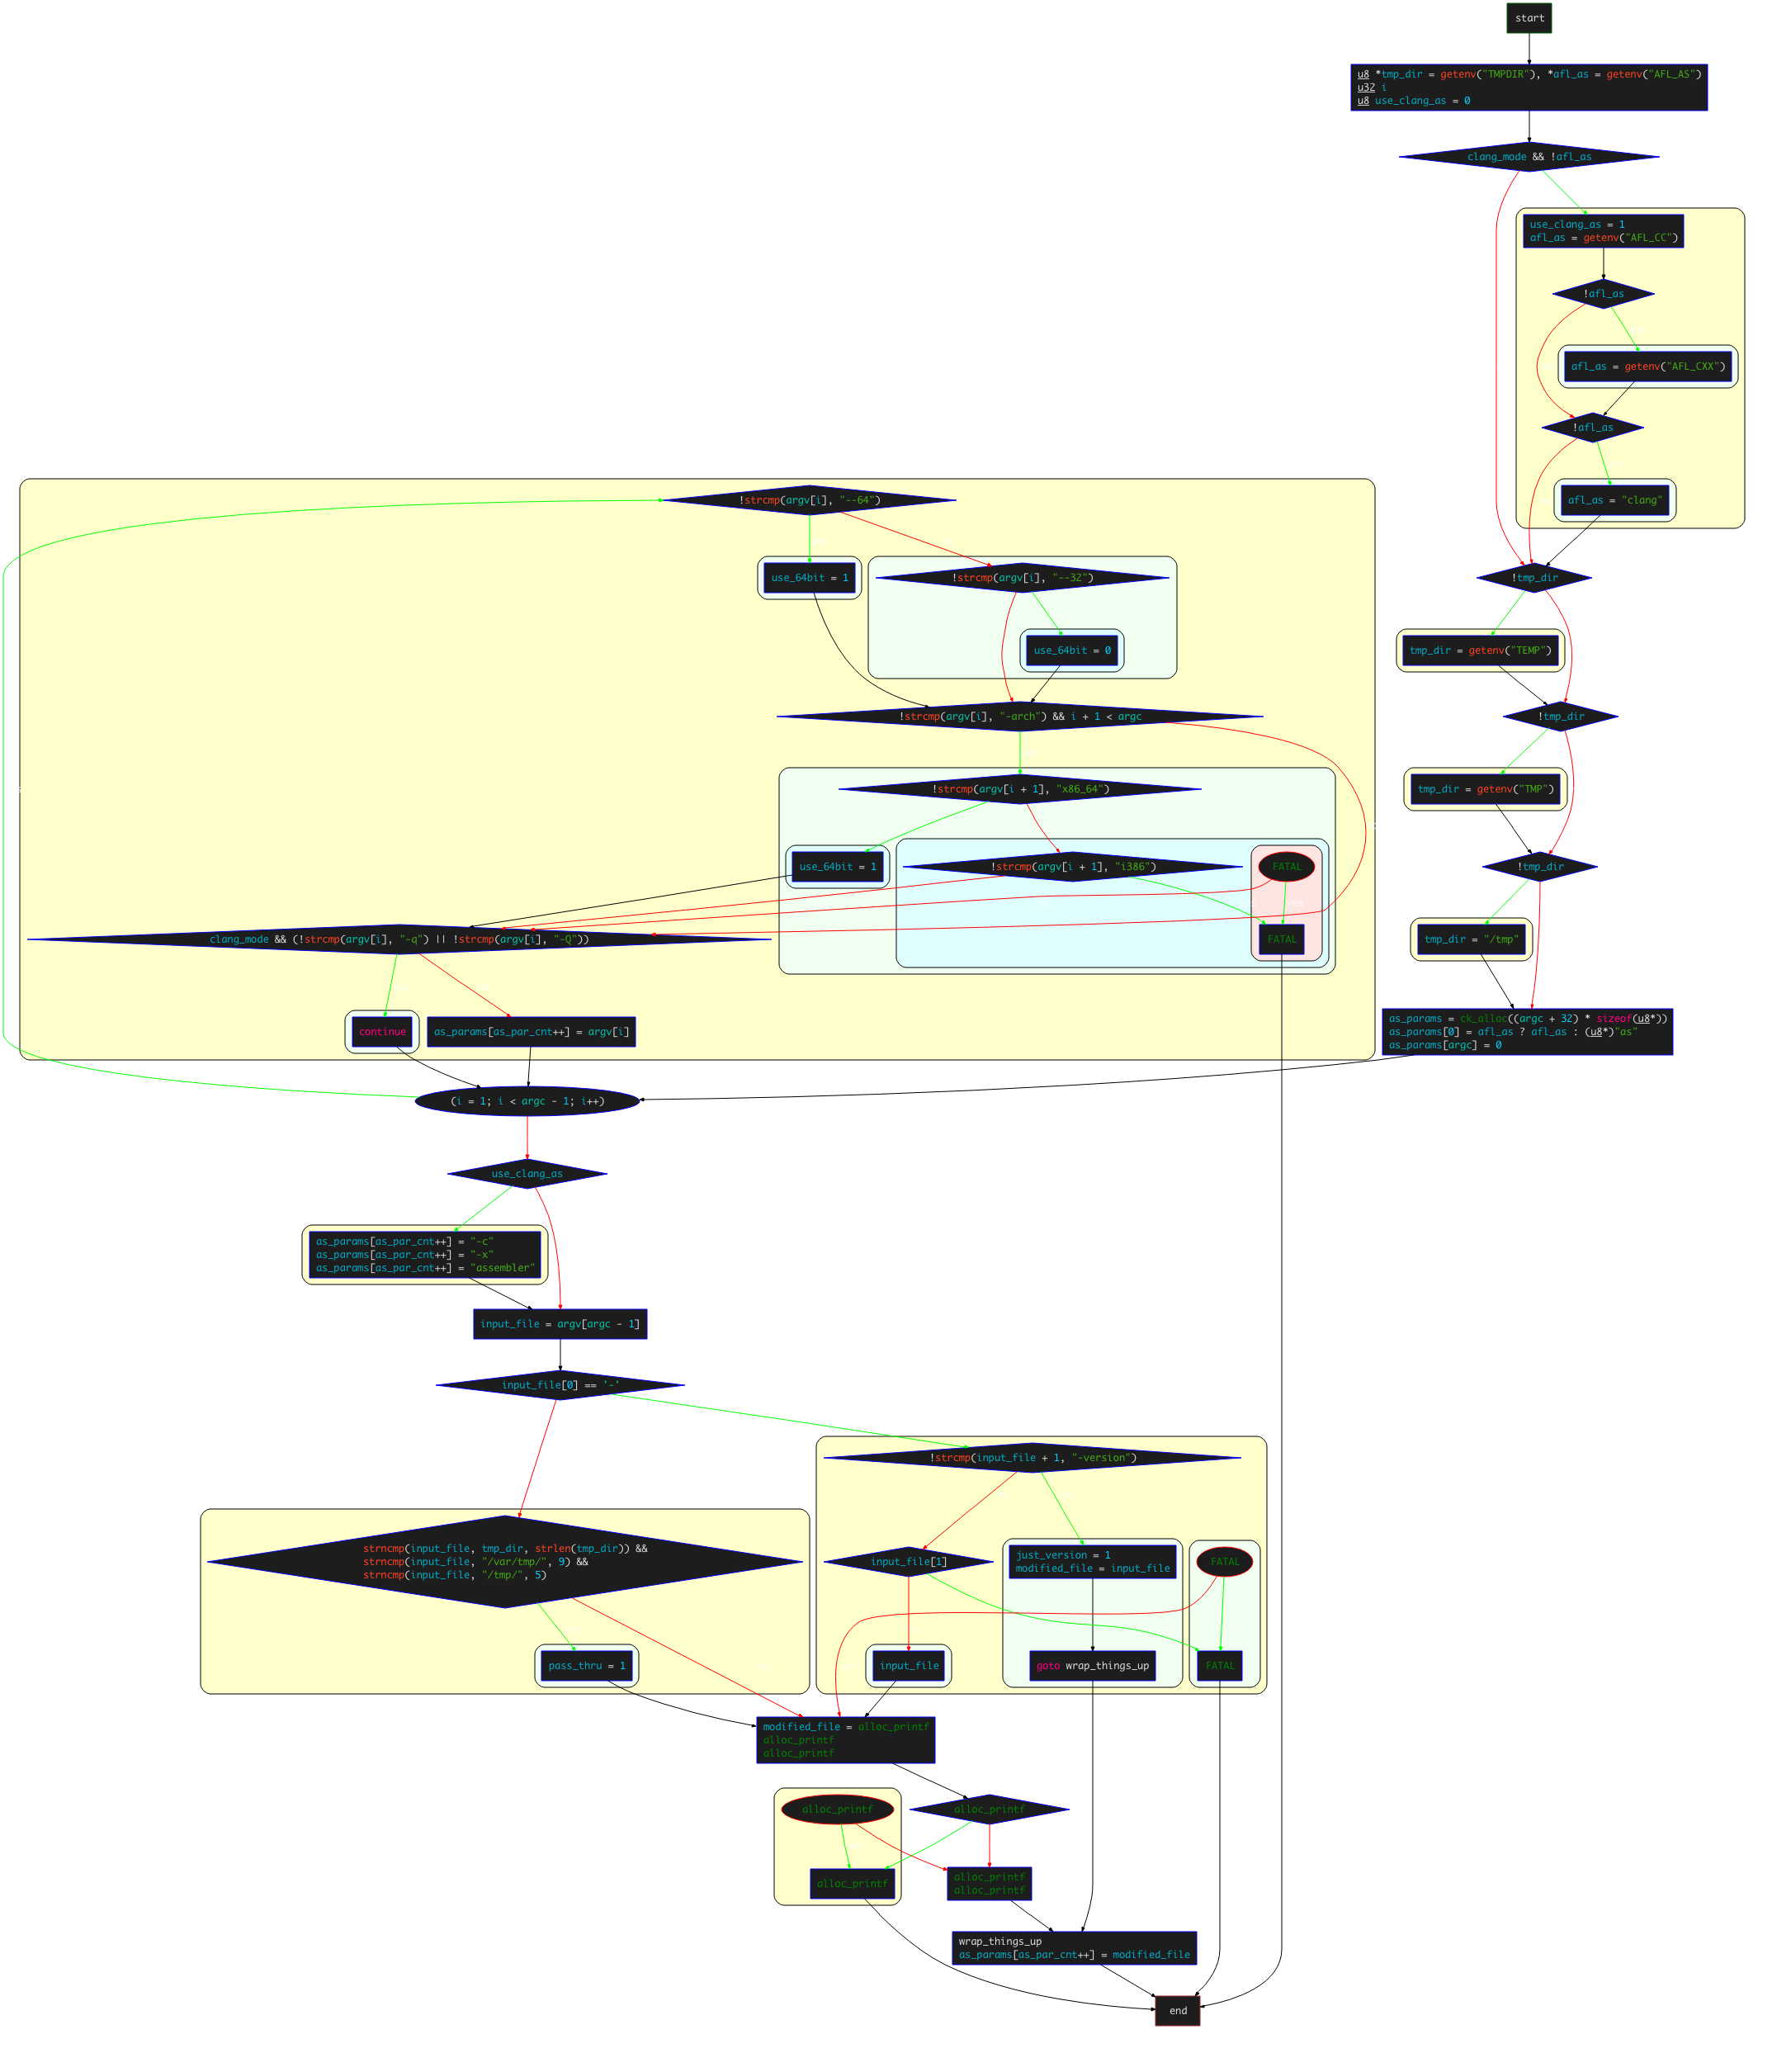 start
u8 *tmp_dir = getenv("TMPDIR"), *afl_as = getenv("AFL_AS")
u32 i
u8 use_clang_as = 0
clang_mode && !afl_as
use_clang_as = 1
afl_as = getenv("AFL_CC")
!afl_as
afl_as = getenv("AFL_CXX")
!afl_as
afl_as = "clang"
!tmp_dir
tmp_dir = getenv("TEMP")
!tmp_dir
tmp_dir = getenv("TMP")
!tmp_dir
tmp_dir = "/tmp"
as_params = ck_alloc((argc + 32) * sizeof(u8*))
as_params[0] = afl_as ? afl_as : (u8*)"as"
as_params[argc] = 0
!strcmp(argv[i], "--64")
use_64bit = 1
!strcmp(argv[i], "--32")
use_64bit = 0
!strcmp(argv[i], "-arch") && i + 1 < argc
!strcmp(argv[i + 1], "x86_64")
use_64bit = 1
!strcmp(argv[i + 1], "i386")
FATAL
yes
FATAL
clang_mode && (!strcmp(argv[i], "-q") || !strcmp(argv[i], "-Q"))
continue
as_params[as_par_cnt++] = argv[i]
(i = 1; i < argc - 1; i++)
use_clang_as
as_params[as_par_cnt++] = "-c"
as_params[as_par_cnt++] = "-x"
as_params[as_par_cnt++] = "assembler"
input_file = argv[argc - 1]
input_file[0] == '-'
!strcmp(input_file + 1, "-version")
strncmp(input_file, tmp_dir, strlen(tmp_dir)) &&
strncmp(input_file, "/var/tmp/", 9) &&
strncmp(input_file, "/tmp/", 5)
input_file[1]
just_version = 1
modified_file = input_file
FATAL
pass_thru = 1
input_file
goto wrap_things_up
FATAL
modified_file = alloc_printf
alloc_printf
alloc_printf
alloc_printf
alloc_printf
alloc_printf
alloc_printf
alloc_printf
wrap_things_up
as_params[as_par_cnt++] = modified_file
end